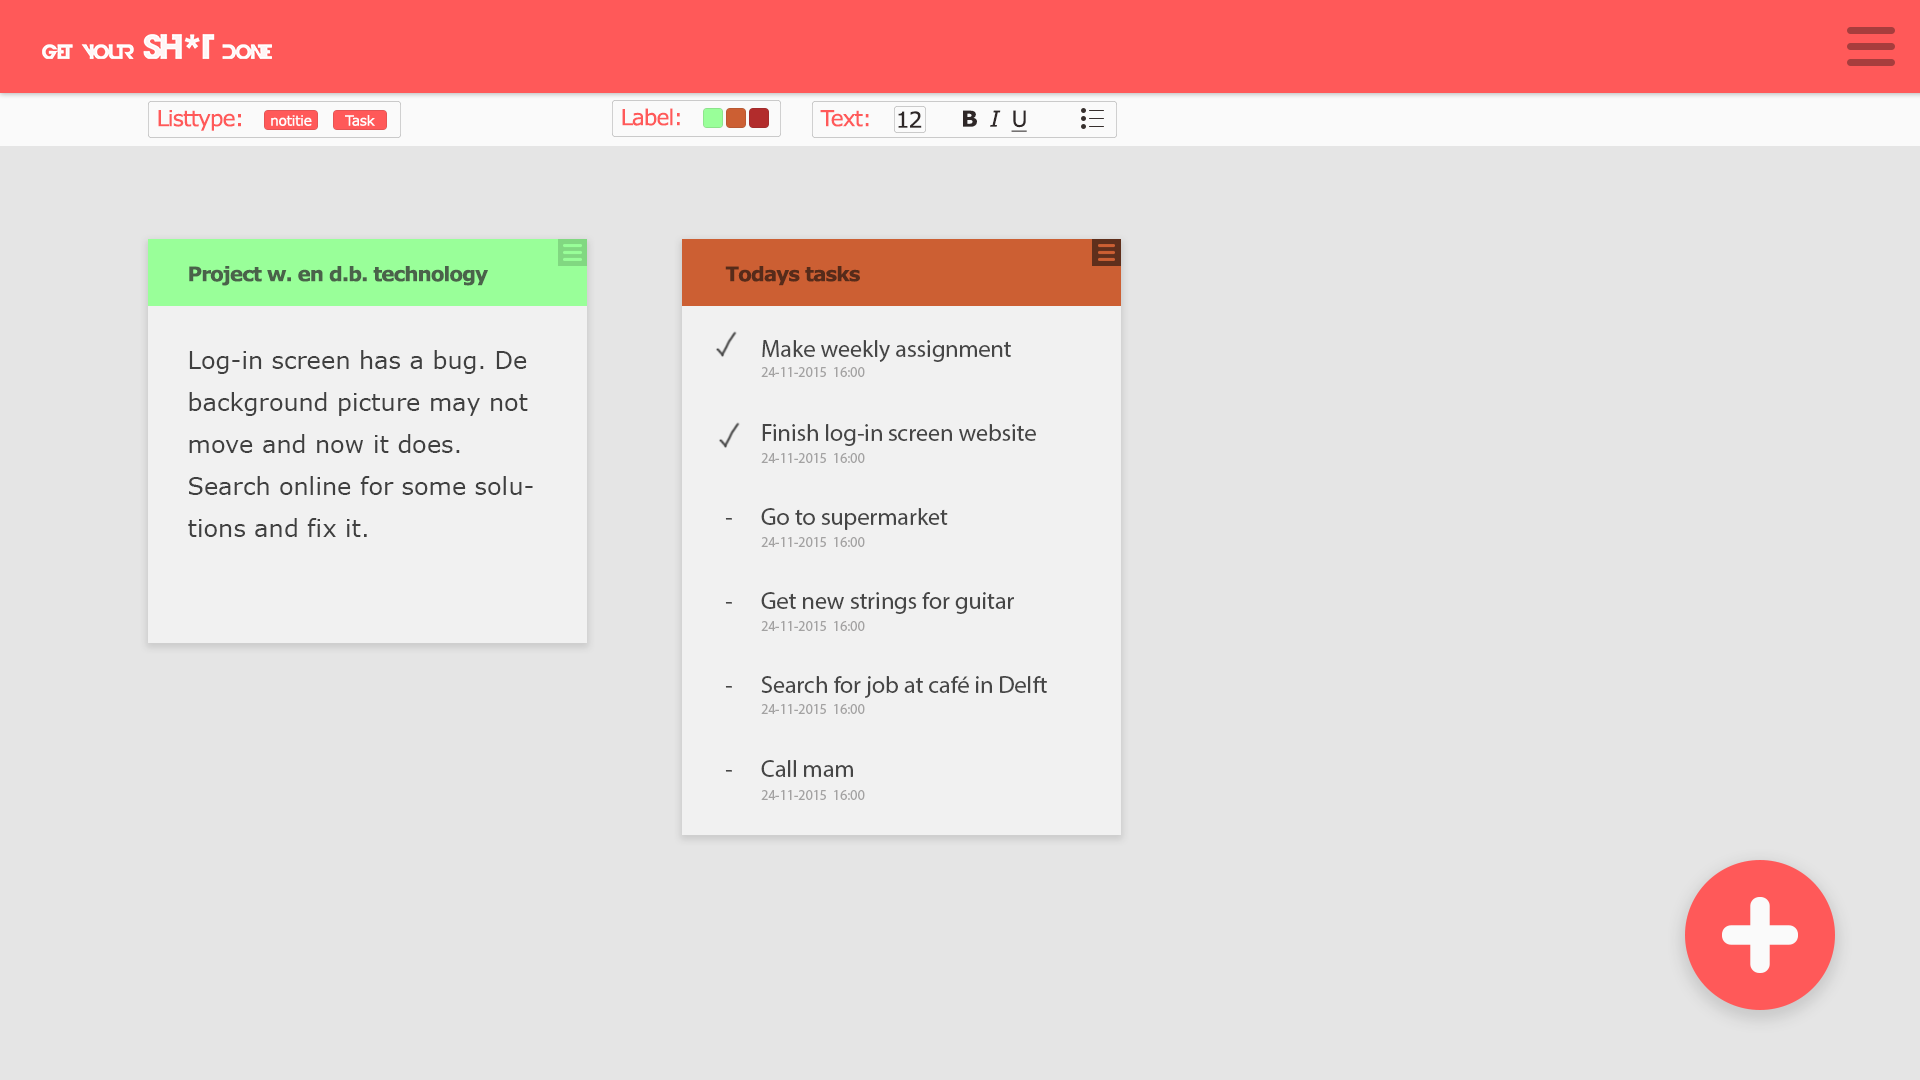 GET YOUR SH*T DONE
Listtype: notitie Task
Label:
Text: 12 B I U
Project w. en d.b. technology
Log-in screen has a bug. De
background picture may not
move and now it does.
Search online for some solu-
tions and fix it.
Todays tasks
Make weekly assignment
24-11-2015 16:00
Finish log-in screen website
24-11-2015 16:00
- Go to supermarket
24-11-2015 16:00
- Get new strings for guitar
24-11-2015 16:00
- Search for job at café in Delft
24-11-2015 16:00
- Call mam
24-11-2015 16:00